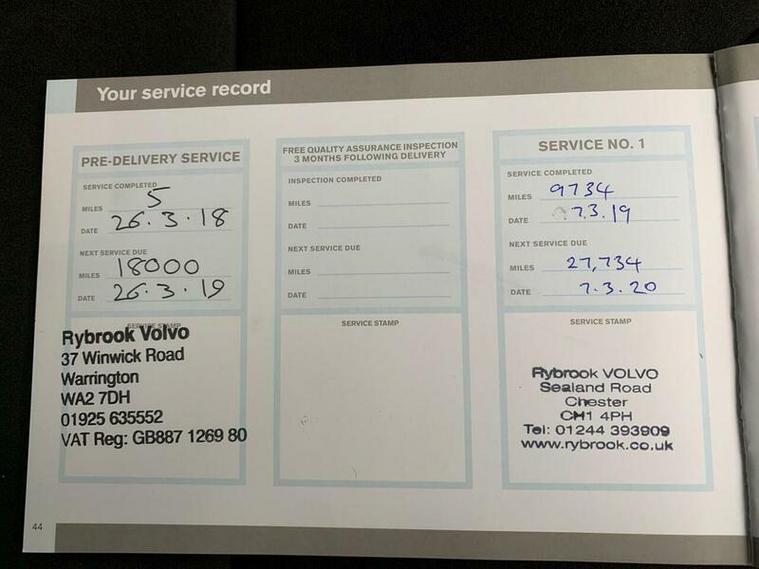 Your service record
PRE-DELIVERY SERVICE
SERVICE COMPLETED
MILES 5
DATE 26.3.18
NEXT SERVICE DUE
MILES 18000
DATE 26.3.19
SERVICE STAMP
Rybrook Volvo
37 Winwick Road
Warrington
WA2 7DH
01925 635552
VAT Reg: GB887 1269 80
FREE QUALITY ASSURANCE INSPECTION
3 MONTHS FOLLOWING DELIVERY
INSPECTION COMPLETED
MILES
DATE
NEXT SERVICE DUE
MILES
DATE
SERVICE STAMP
SERVICE NO. 1
SERVICE COMPLETED
MILES 9734
DATE 7.3.19
NEXT SERVICE DUE
MILES 27,734
DATE 7.3.20
SERVICE STAMP
Rybrook VOLVO
Sealand Road
Chester
CH1 4PH
Tel: 01244 393909
www.rybrook.co.uk
44